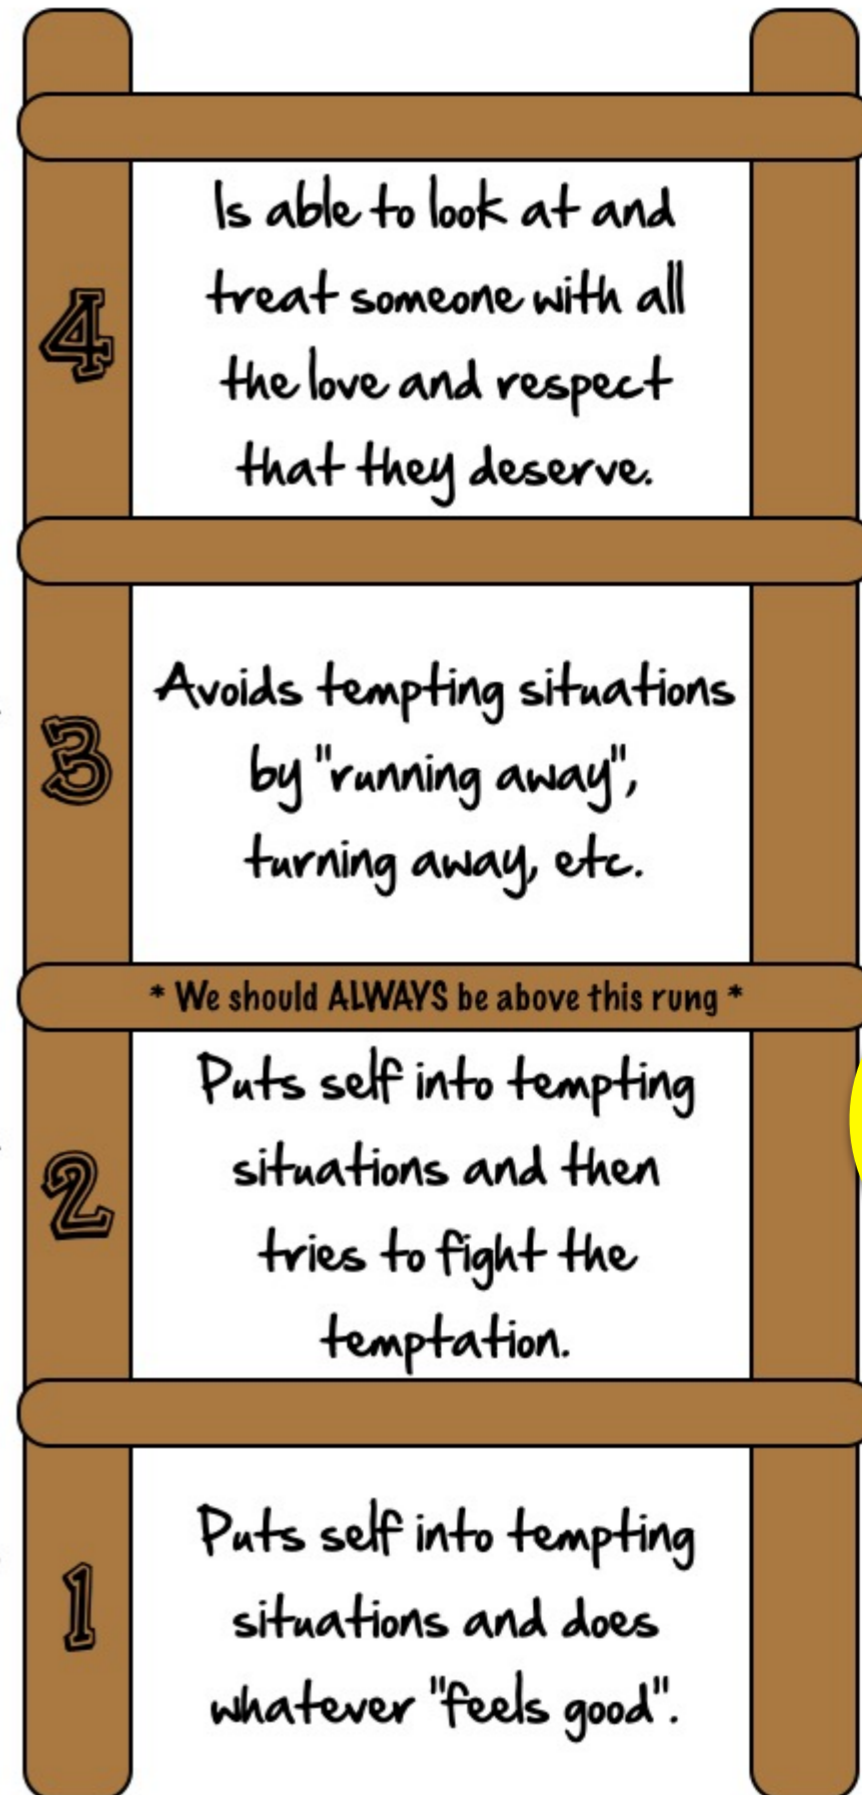 4
Is able to look at and
treat someone with all
the love and respect
that they deserve.
3
Avoids tempting situations
by "running away",
turning away, etc.
* We should ALWAYS be above this rung *
2
Puts self into tempting
situations and then
tries to fight the
temptation.
1
Puts self into tempting
situations and does
whatever "feels good".